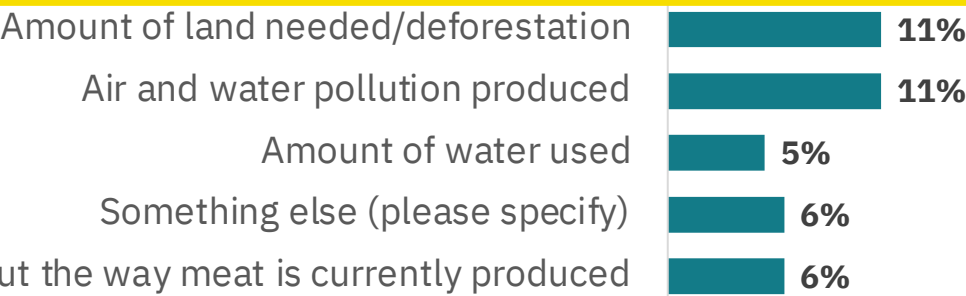 Amount of land needed/deforestation 11%
Air and water pollution produced 11%
Amount of water used 5%
Something else (please specify) 6%
the way meat is currently produced 6%